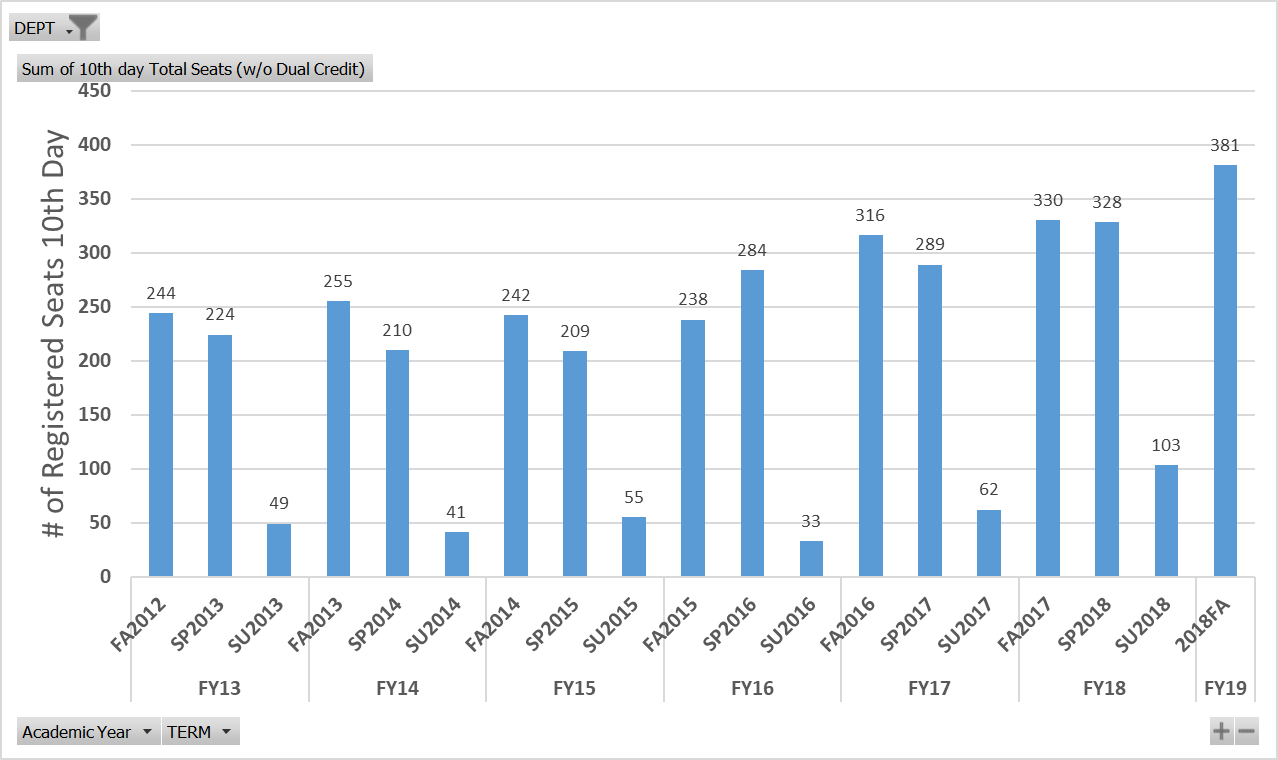 DEPT
Sum of 10th day Total Seats (w/o Dual Credit)
# of Registered Seats 10th Day
450
400
350
300
250
200
150
100
50
0
244
224
49
255
210
41
242
209
55
238
284
33
316
289
62
330
328
103
381
FA2012
SP2013
SU2013
FA2013
SP2014
SU2014
FA2014
SP2015
SU2015
FA2015
SP2016
SU2016
FA2016
SP2017
SU2017
FA2017
SP2018
SU2018
2018FA
FY13 FY14 FY15 FY16 FY17 FY18 FY19
Academic Year TERM